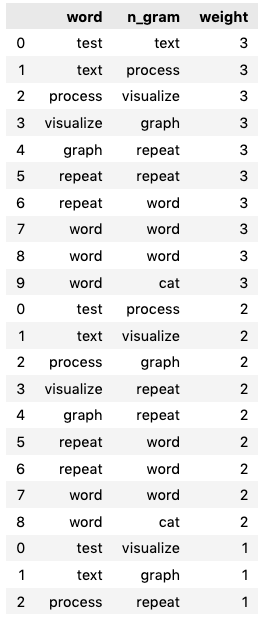 word n_gram weight
0 test text 3
1 text process 3
2 process visualize 3
3 visualize graph 3
4 graph repeat 3
5 repeat repeat 3
6 repeat word 3
7 word word 3
8 word word 3
9 word cat 3
0 test process 2
1 text visualize 2
2 process graph 2
3 visualize repeat 2
4 graph repeat 2
5 repeat word 2
6 repeat word 2
7 word word 2
8 word cat 2
0 test visualize 1
1 text graph 1
2 process repeat 1